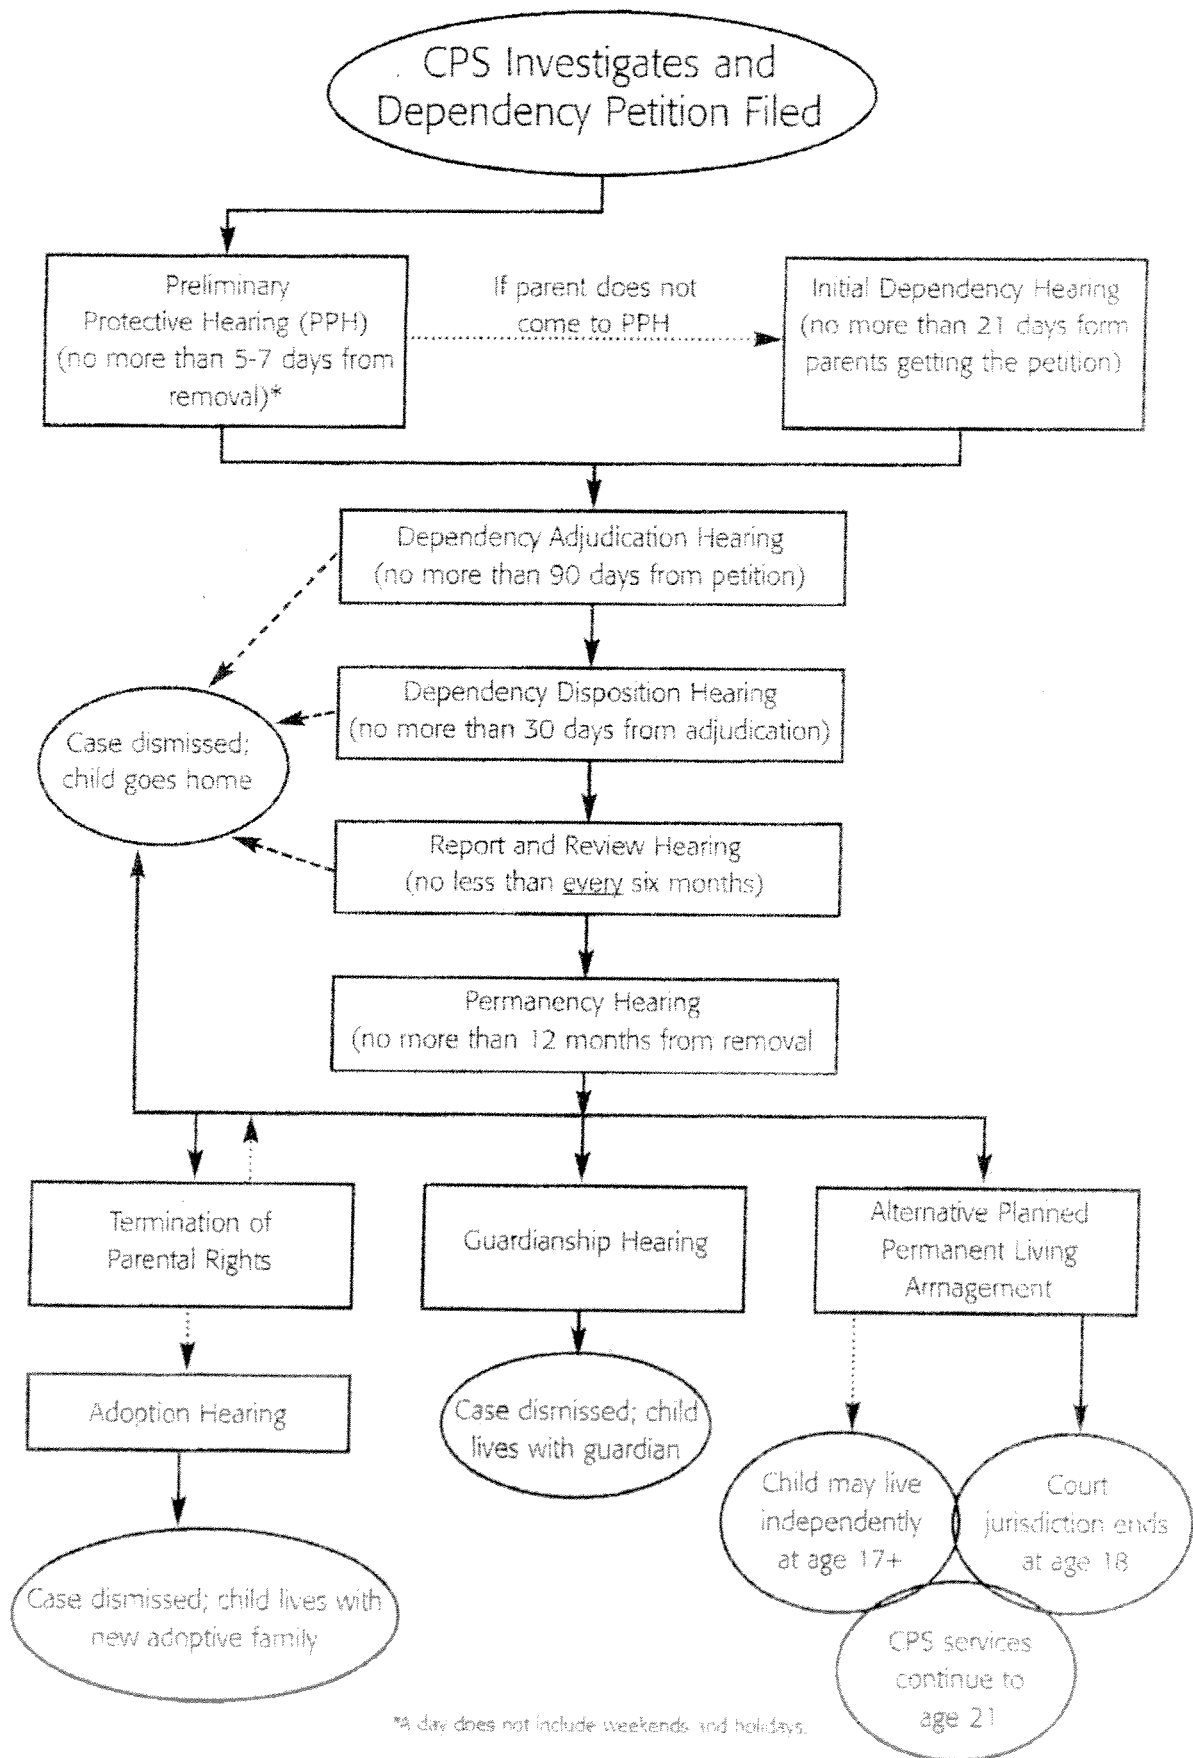 CPS Investigates and
Dependency Petition Filed
Preliminary
Protective Hearing (PPH)
(no more than 5-7 days from
removal)*
If parent does not
come to PPH
Initial Dependency Hearing
(no more than 21 days form
parents getting the petition)
Dependency Adjudication Hearing
(no more than 90 days from petition)
Dependency Disposition Hearing
(no more than 30 days from adjudication)
Case dismissed;
child goes home
Report and Review Hearing
(no less than every six months)
Permanency Hearing
(no more than 12 months from removal
Termination of
Parental Rights
Guardianship Hearing
Alternative Planned
Permanent Living
Arrnagement
Adoption Hearing
Case dismissed; child
lives with guardian
Child may live
independently
at age 17+
Court
jurisdiction ends
at age 18
Case dismissed; child lives with
new adoptive family
CPS services
continue to
age 21
*A day does not include weekends and holidays.